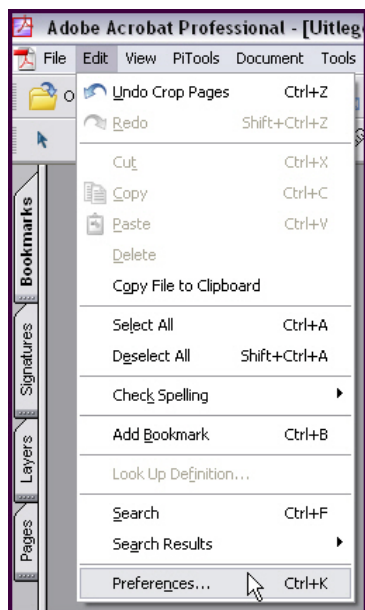 Adobe Acrobat Professional - [Uitleg
File Edit View PiTools Document Tools
Undo Crop Pages Ctrl+Z
Redo Shift+Ctrl+Z
Cut Ctrl+X
Copy Ctrl+C
Paste Ctrl+V
Delete
Copy File to Clipboard
Select All Ctrl+A
Deselect All Shift+Ctrl+A
Check Spelling
Add Bookmark Ctrl+B
Look Up Definition...
Search Ctrl+F
Search Results
Preferences... Ctrl+K
Bookmarks
Signatures
Layers
Pages